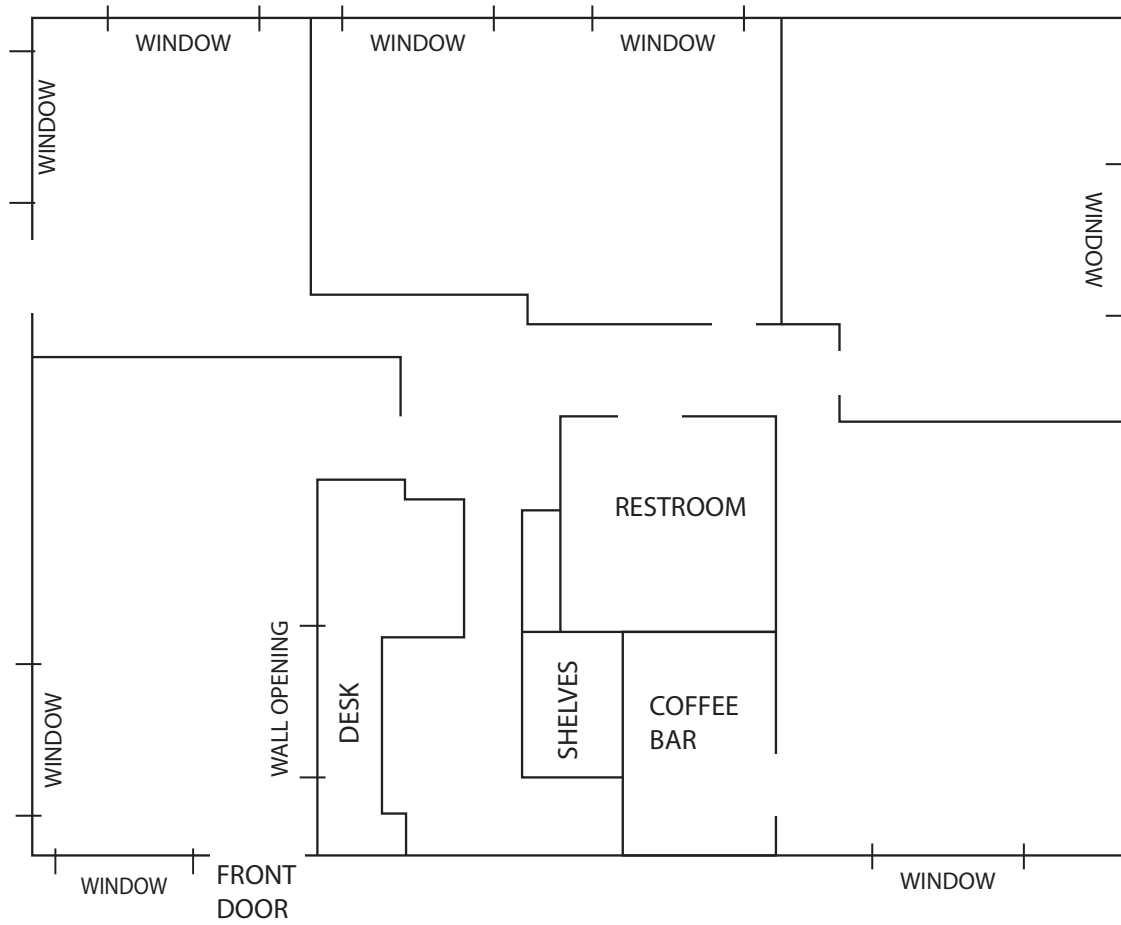 WINDOW
WINDOW
WINDOW
WINDOW
WINDOW
RESTROOM
WALL OPENING
DESK
SHELVES
COFFEE
BAR
WINDOW
WINDOW
FRONT
DOOR
WINDOW